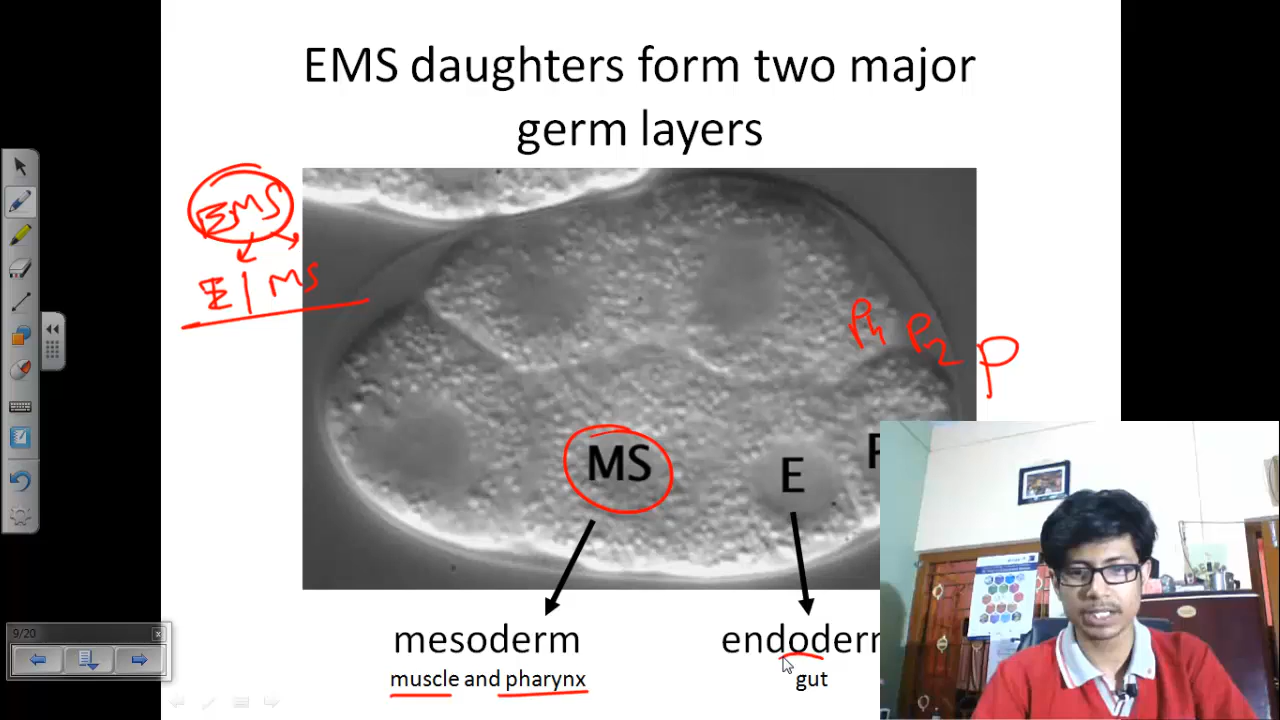 EMS daughters form two major
germ layers
EMS
E | MS
P1 P2 P
MS
E
P
mesoderm
endoderm
muscle and pharynx
gut
9/20